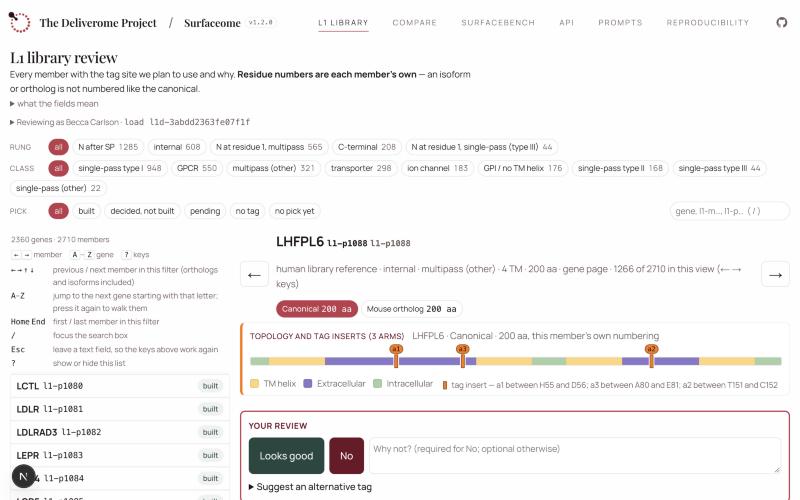 The Deliverome Project / Surfaceome v1.2.0 L1 LIBRARY COMPARE SURFACEBENCH API PROMPTS REPRODUCIBILITY
L1 library review
Every member with the tag site we plan to use and why. Residue numbers are each member's own — an isoform
or ortholog is not numbered like the canonical.
▶ what the fields mean
▶ Reviewing as Becca Carlson · load l1d-3abdd2363fe07f1f
RUNG all N after SP 1285 internal 608 N at residue 1, multipass 565 C-terminal 208 N at residue 1, single-pass (type III) 44
CLASS all single-pass type I 948 GPCR 550 multipass (other) 321 transporter 298 ion channel 183 GPI / no TM helix 176 single-pass type II 168 single-pass type III 44
single-pass (other) 22
PICK all built decided, not built pending no tag no pick yet gene, l1-m…, l1-p… ( / )
2360 genes · 2710 members
← → member A – Z gene ? keys
←→↑↓ previous / next member in this filter (orthologs
and isoforms included)
A-Z jump to the next gene starting with that letter;
press it again to walk them
Home End first / last member in this filter
/ focus the search box
Esc leave a text field, so the keys above work again
? show or hide this list
LCTL l1-p1080 built
LDLR l1-p1081 built
LDLRAD3 l1-p1082 built
LEPR l1-p1083 built
N 4 l1-p1084 built
LHFPL6 l1-p1088 l1-p1088
← human library reference · internal · multipass (other) · 4 TM · 200 aa · gene page · 1266 of 2710 in this view (← → →
keys)
Canonical 200 aa Mouse ortholog 200 aa
TOPOLOGY AND TAG INSERTS (3 ARMS) LHFPL6 · Canonical · 200 aa, this member's own numbering
a1 a3 a2
TM helix Extracellular Intracellular tag insert — a1 between H55 and D56; a3 between A80 and E81; a2 between T151 and C152
YOUR REVIEW
Looks good No Why not? (required for No; optional otherwise)
▶ Suggest an alternative tag